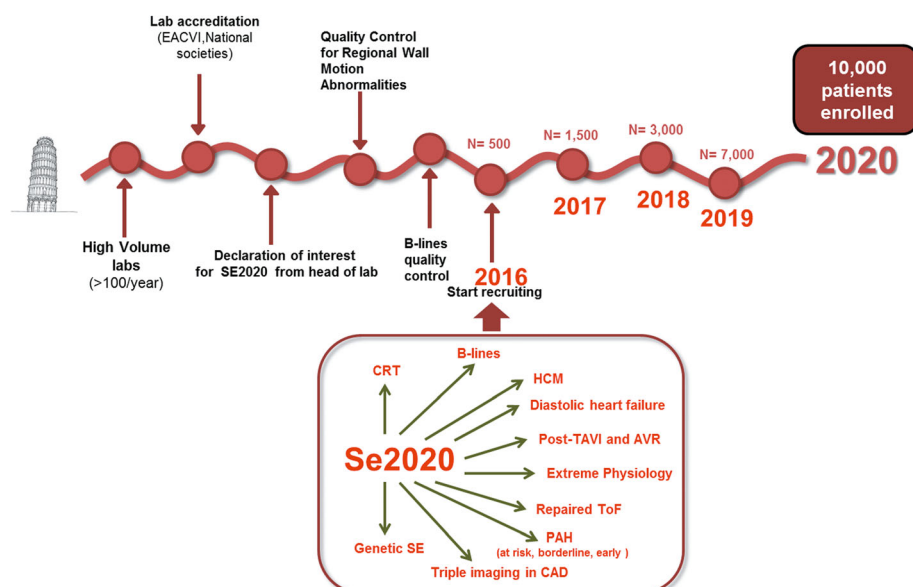 Lab accreditation
(EACVI,National
societies)
Quality Control
for Regional Wall
Motion
Abnormalities
10,000
patients
enrolled
N= 500
N= 1,500
N= 3,000
N= 7,000
2020
2017
2018
2019
High Volume
labs
(>100/year)
Declaration of interest
for SE2020 from head of lab
B-lines
quality
control
2016
Start recruiting
B-lines
CRT
HCM
Diastolic heart failure
Post-TAVI and AVR
Se2020
Extreme Physiology
Repaired ToF
PAH
(at risk, borderline, early )
Genetic SE
Triple imaging in CAD